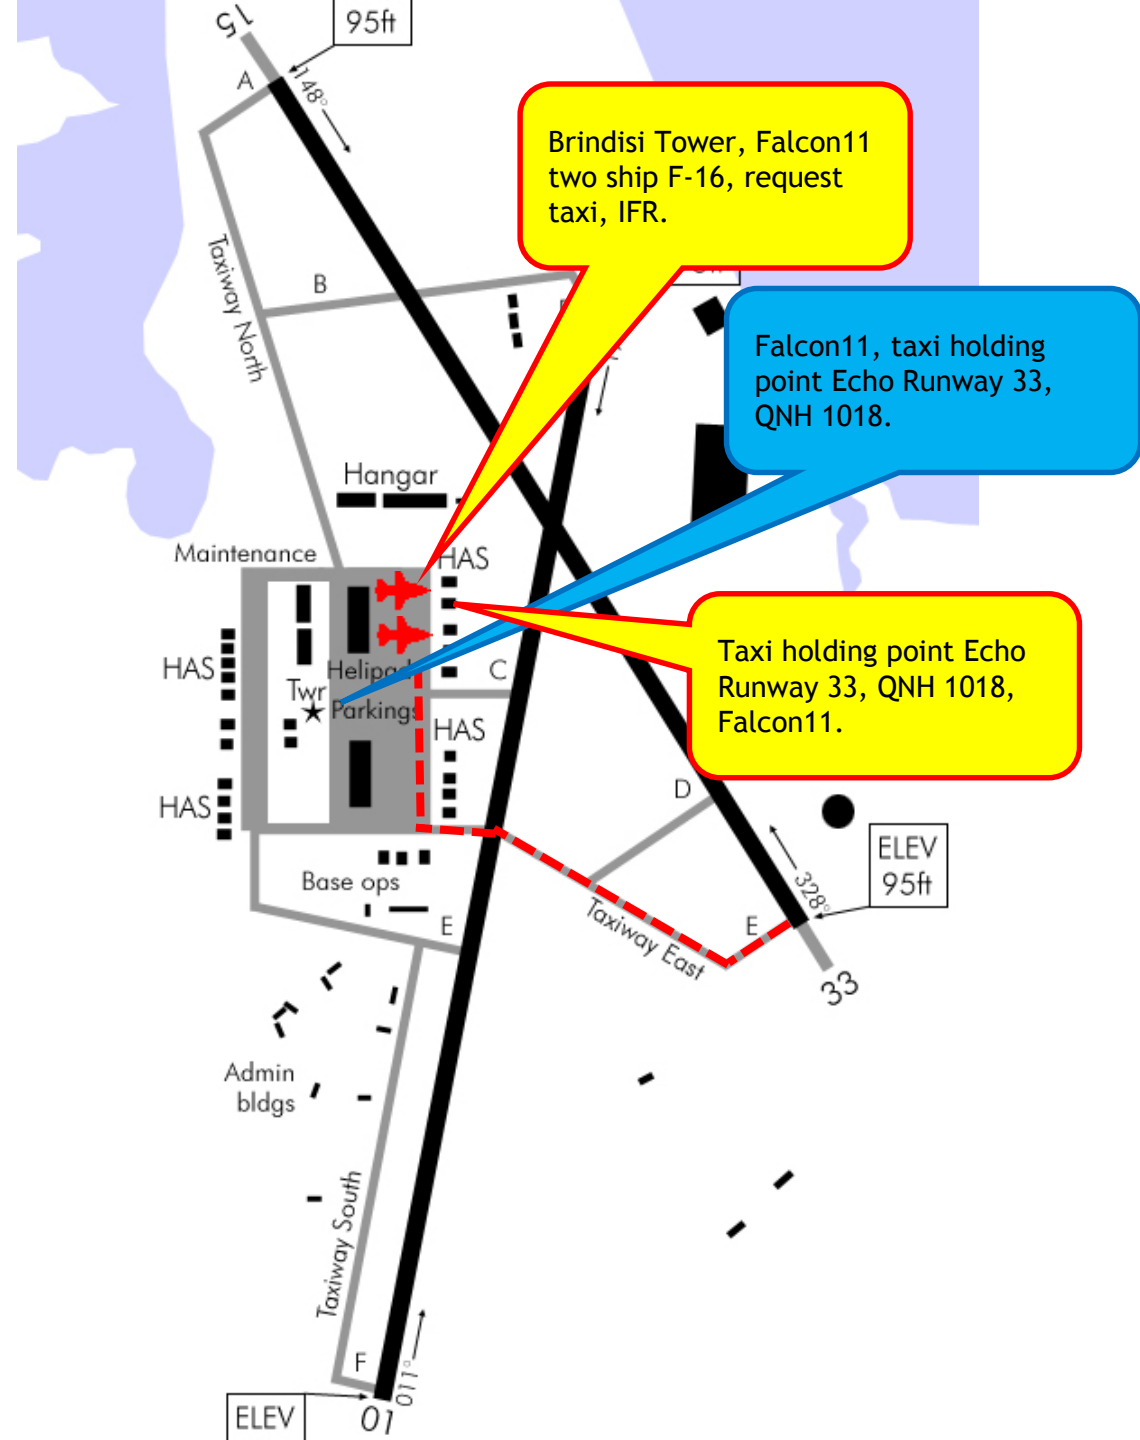 15
95ft
A
148°
Brindisi Tower, Falcon11
two ship F-16, request
taxi, IFR.
Taxiway North
B
Falcon11, taxi holding
point Echo Runway 33,
QNH 1018.
Hangar
Maintenance
HAS
HAS
Helipad
C
Twr
Parkings
HAS
Taxi holding point Echo
Runway 33, QNH 1018,
Falcon11.
D
HAS
ELEV
95ft
328°
Base ops
E
Taxiway East
E
33
Admin
bldgs
Taxiway South
F
011°
ELEV
01